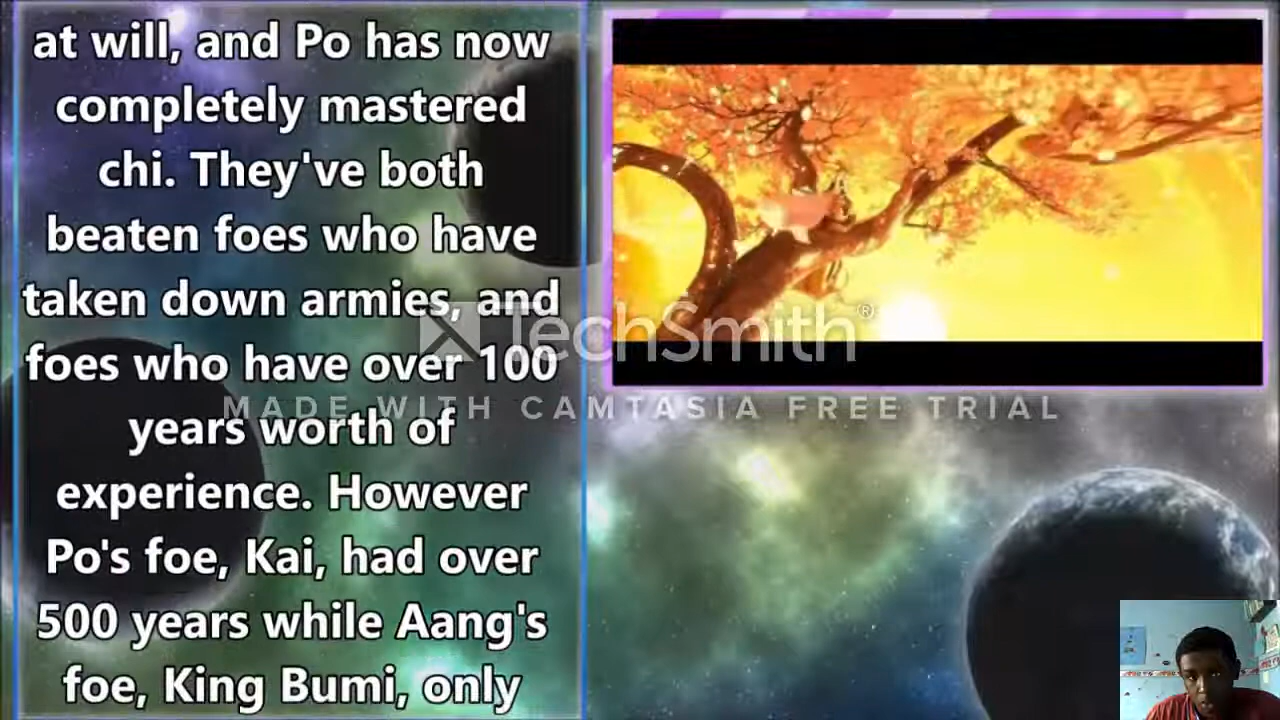 at will, and Po has now
completely mastered
chi. They've both
beaten foes who have
taken down armies, and
foes who have over 100
years worth of
experience. However
Po's foe, Kai, had over
500 years while Aang's
foe, King Bumi, only
TechSmith®
MADE WITH CAMTASIA FREE TRIAL